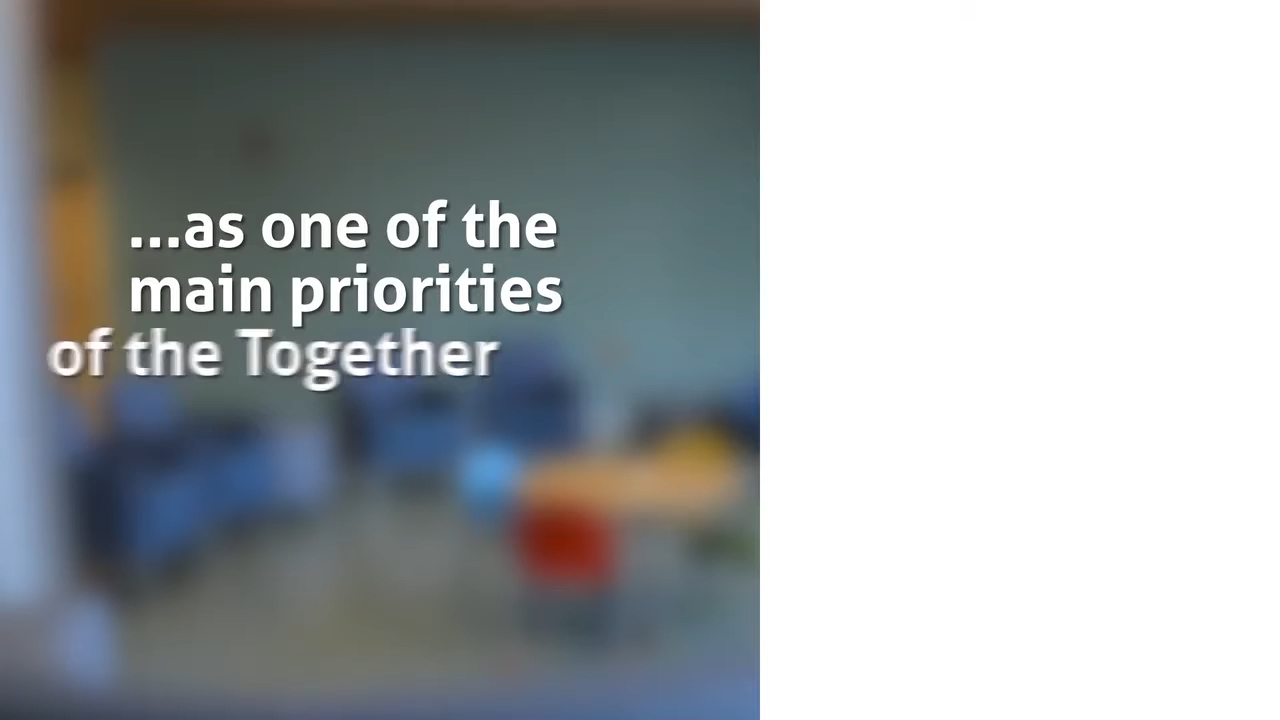 ...as one of the
main priorities
of the Together